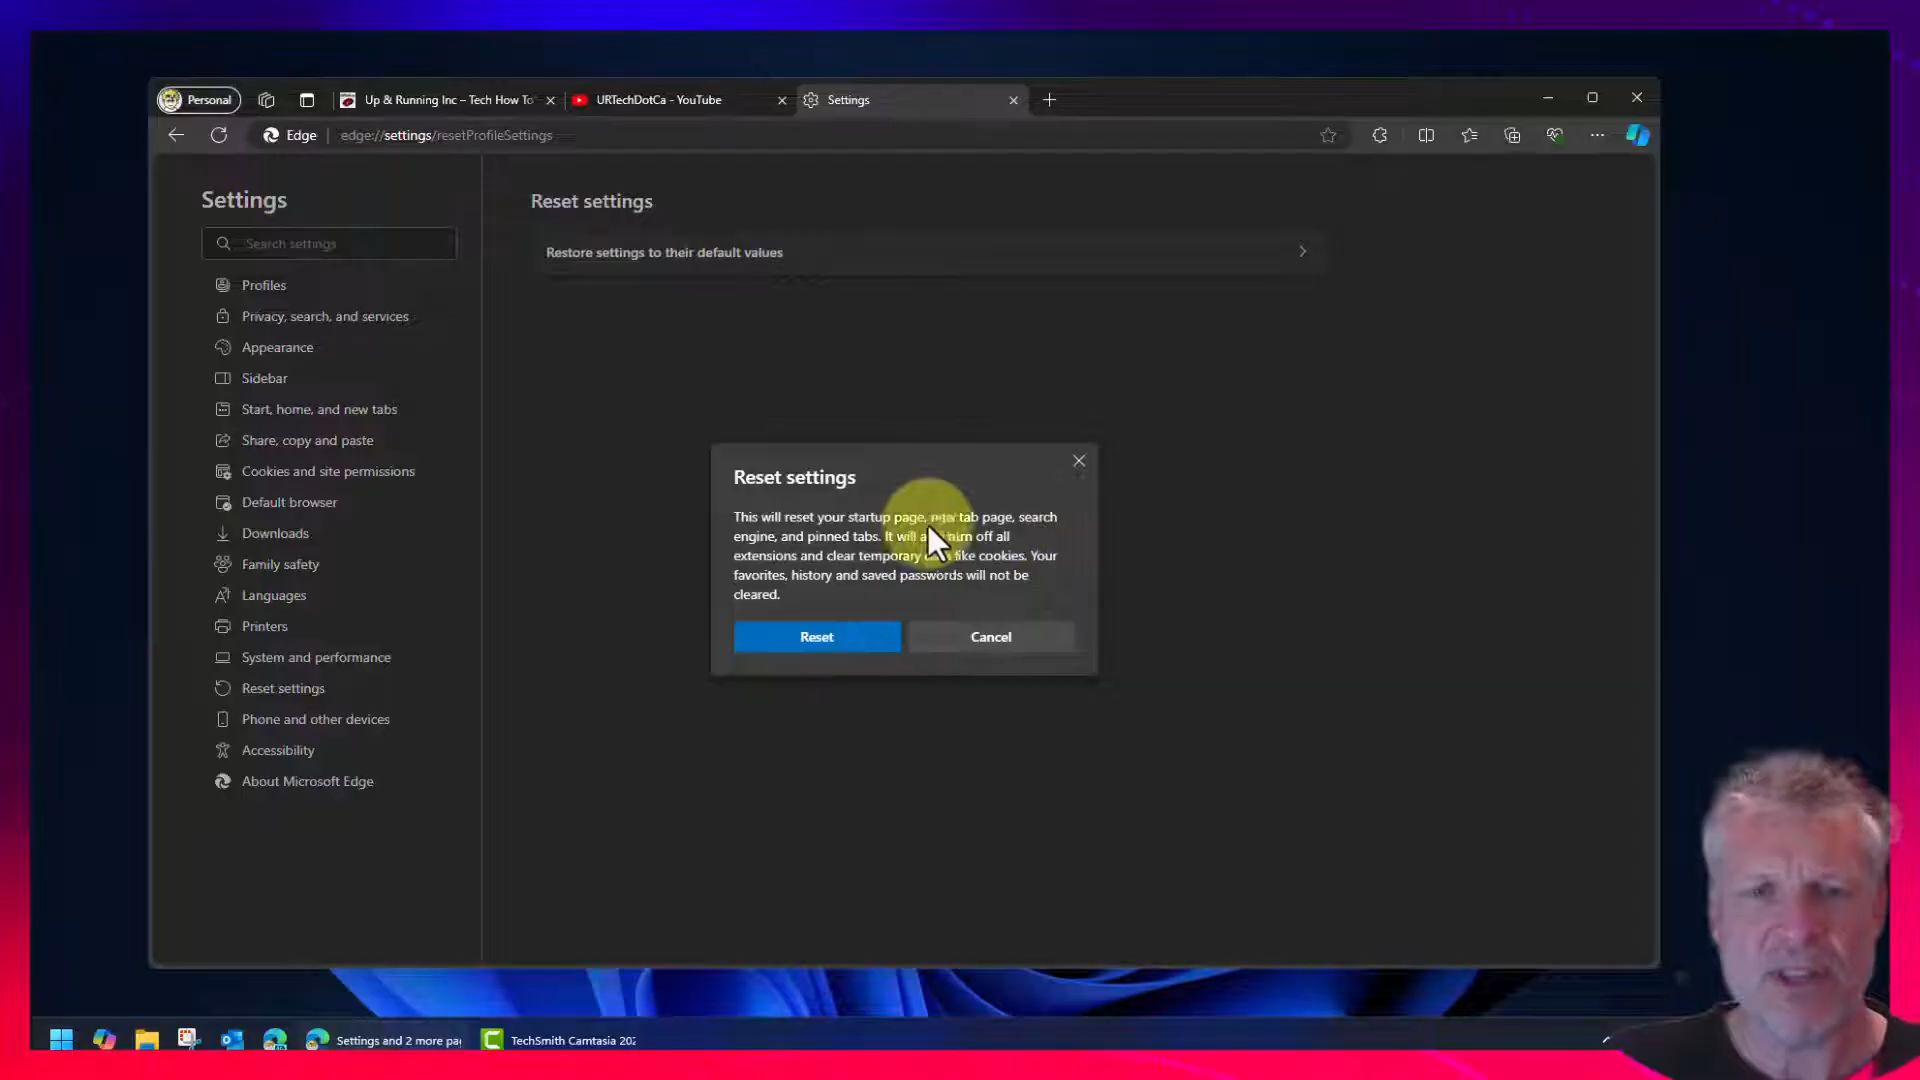 Personal
Up & Running Inc – Tech How To
URTechDotCa - YouTube
Settings
Edge
edge://settings/resetProfileSettings
Settings
Search settings
Profiles
Privacy, search, and services
Appearance
Sidebar
Start, home, and new tabs
Share, copy and paste
Cookies and site permissions
Default browser
Downloads
Family safety
Languages
Printers
System and performance
Reset settings
Phone and other devices
Accessibility
About Microsoft Edge
Reset settings
Restore settings to their default values
Reset settings
This will reset your startup page, new tab page, search
engine, and pinned tabs. It will turn off all
extensions and clear temporary like cookies. Your
favorites, history and saved passwords will not be
cleared.
Reset
Cancel
Settings and 2 more pa
TechSmith Camtasia 202